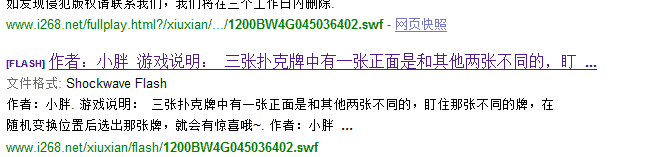 如发现侵犯版权请联系我们，我们将在三个工作日内删除.
www.i268.net/fullplay.html?/xiuxian/.../1200BW4G045036402.swf - 网页快照
[FLASH] 作者：小胖 游戏说明： 三张扑克牌中有一张正面是和其他两张不同的，盯 ...
文件格式: Shockwave Flash
作者：小胖. 游戏说明： 三张扑克牌中有一张正面是和其他两张不同的，盯住那张不同的牌，在
随机变换位置后选出那张牌，就会有惊喜哦~. 作者：小胖 ...
www.i268.net/xiuxian/flash/1200BW4G045036402.swf